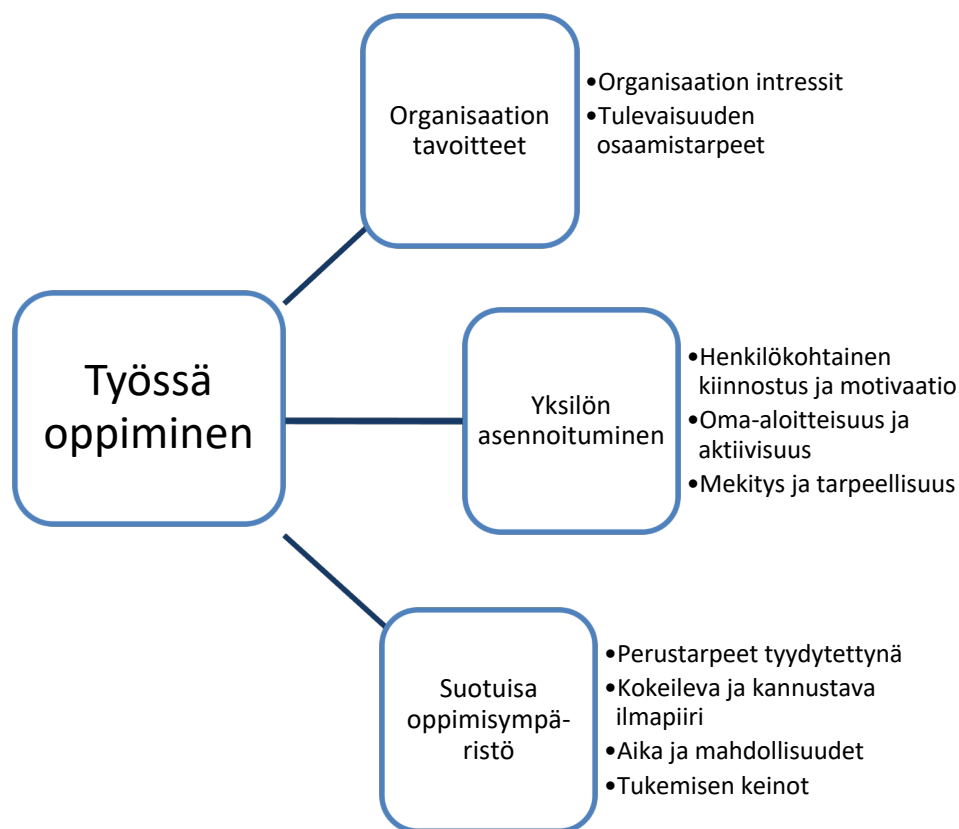 Organisaation
tavoitteet
•Organisaation intressit
•Tulevaisuuden
osaamistarpeet
Työssä
oppiminen
Yksilön
asennoituminen
•Henkilökohtainen
kiinnostus ja motivaatio
•Oma-aloitteisuus ja
aktiivisuus
•Mekitys ja tarpeellisuus
Suotuisa
oppimisympä-
ristö
•Perustarpeet tyydytettynä
•Kokeileva ja kannustava
ilmapiiri
•Aika ja mahdollisuudet
•Tukemisen keinot